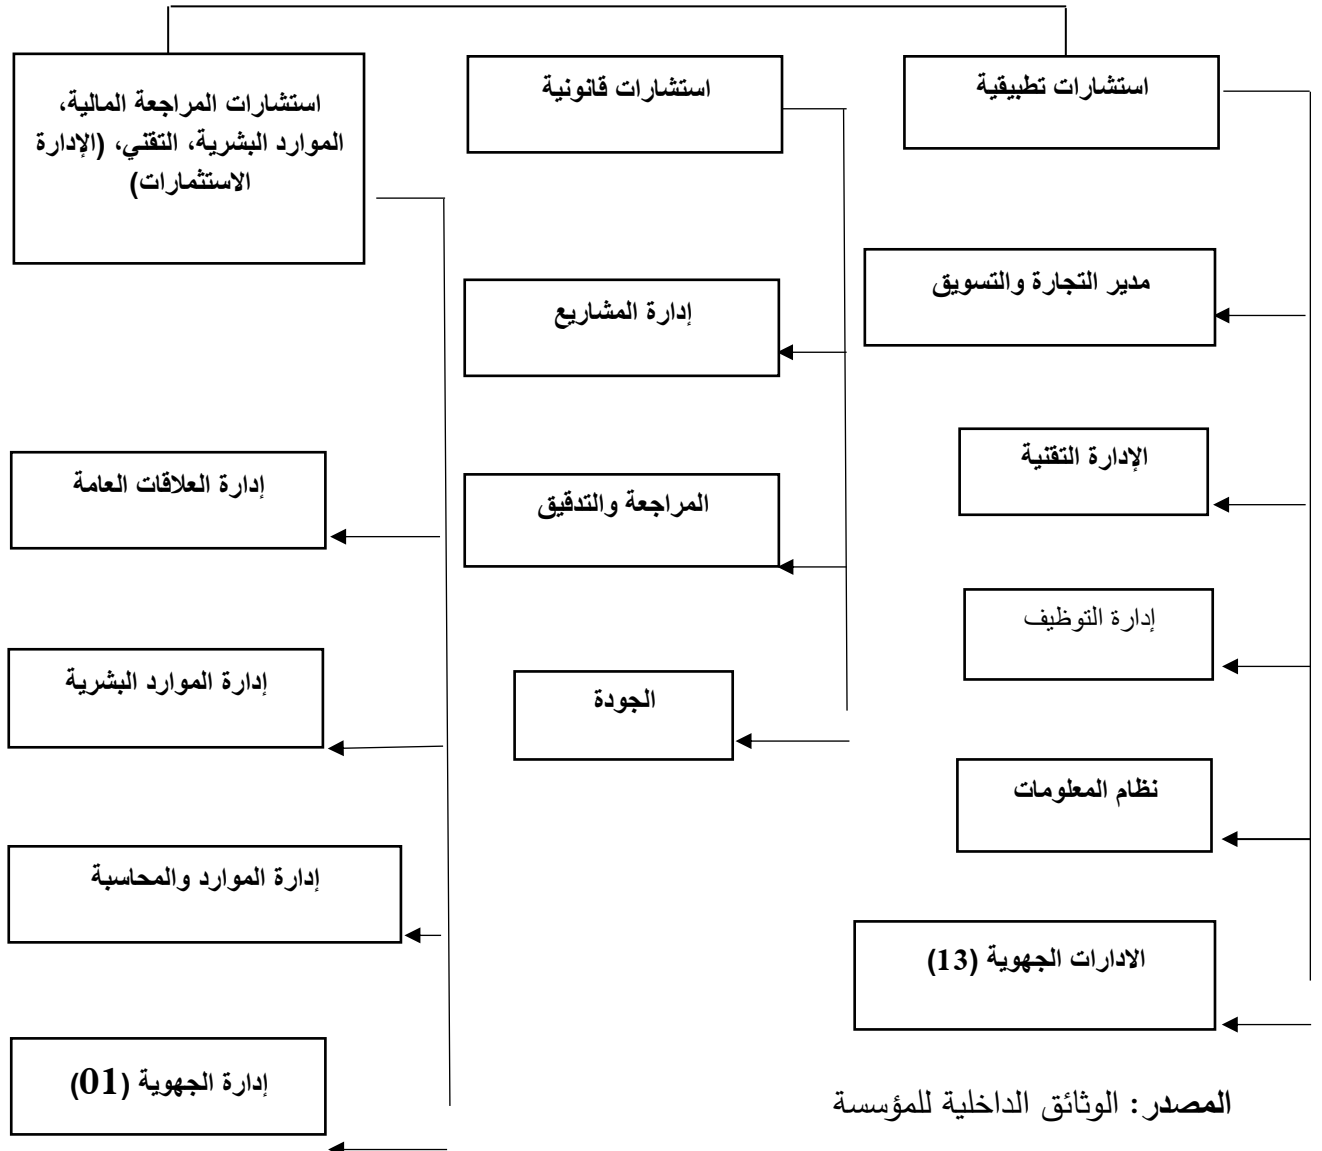 استشارات تطبيقية
مدير التجارة والتسويق
الإدارة التقنية
إدارة التوظيف
نظام المعلومات
الادارات الجهوية (13)
استشارات قانونية
إدارة المشاريع
المراجعة والتدقيق
الجودة
استشارات المراجعة المالية،
الموارد البشرية، التقني، (الإدارة
الاستثمارات)
إدارة العلاقات العامة
إدارة الموارد البشرية
إدارة الموارد والمحاسبة
إدارة الجهوية (01)
المصدر: الوثائق الداخلية للمؤسسة